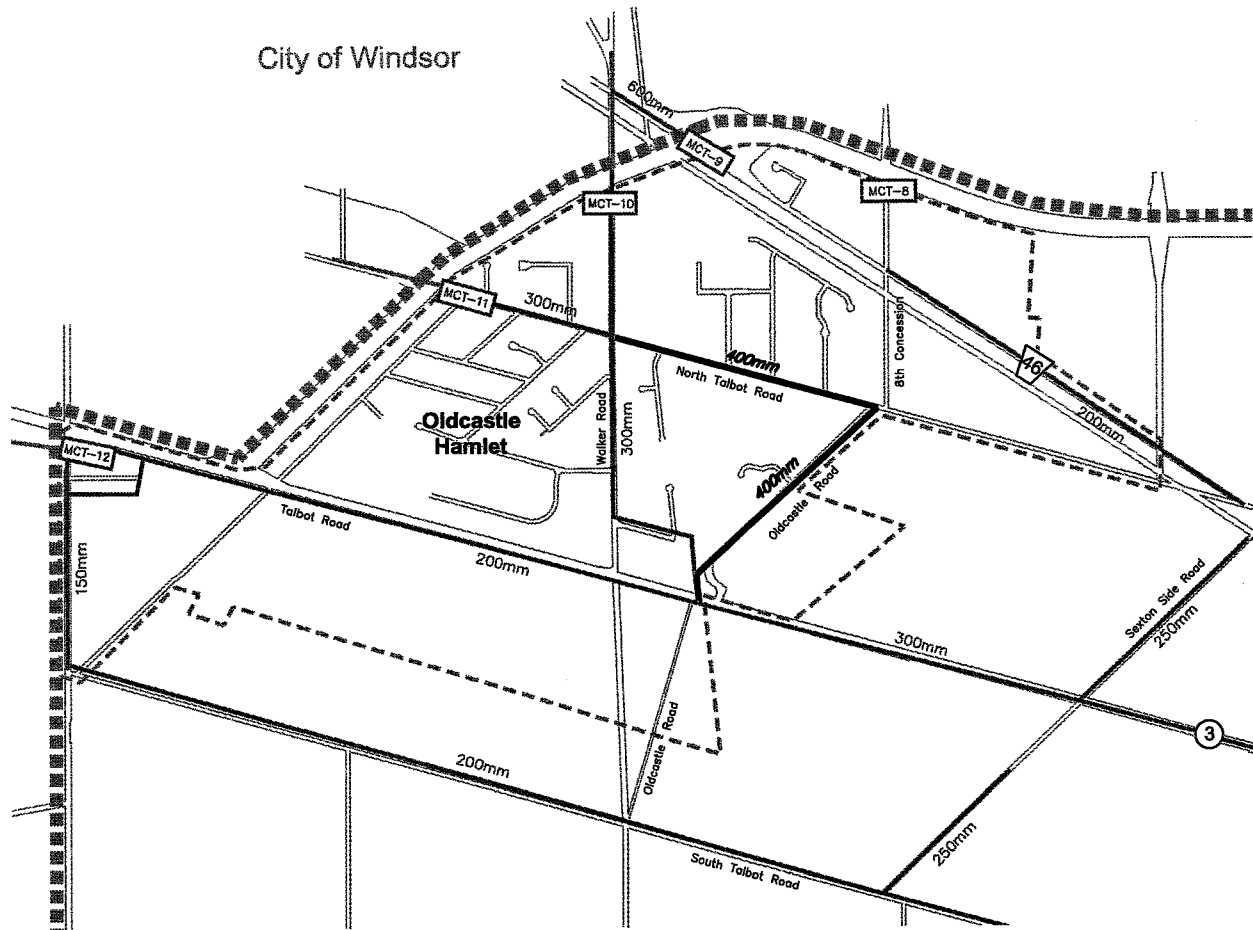 City of Windsor
600mm
MCT-9
MCT-8
MCT-10
MCT-11
300mm
400mm
North Talbot Road
8th Concession
46
200mm
Oldcastle
Hamlet
Walker Road
300mm
400mm
Oldcastle Road
MCT-12
Talbot Road
200mm
150mm
Sexton Side Road
250mm
300mm
3
Oldcastle Road
200mm
250mm
South Talbot Road